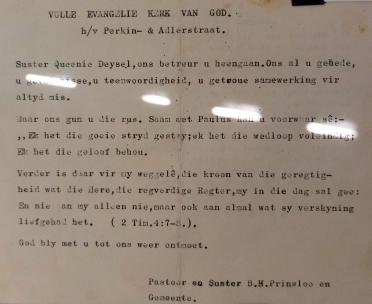 VOLLE EVANGELIE KERK VAN GOD.
h/v Perkin- & Adlerstraat.
Suster Queenie Deysel,ons betreur u heengaan.Ons al u gebede,
u teenwoordigheid, u getroue samewerking vir
altyd mis.
Maar ons gun u die rus. Saam met Paulus kan u voorwaar sê:-
,,Ek het die goeie stryd gestry;ek het die wedloop voleindig;
Ek het die geloof behou.
Verder is daar vir my weggelê,die kroon van die geregtig-
heid wat die Here,die regverdige Regter,my in die dag sal gee:
En nie aan my alleen nie,maar ook aan almal wat sy verskyning
liefgehad het. ( 2 Tim.4:7-8.).
God bly met u tot ons weer ontmoet.
Pastoor en Suster B.H.Prinsloo en
Gemeente.